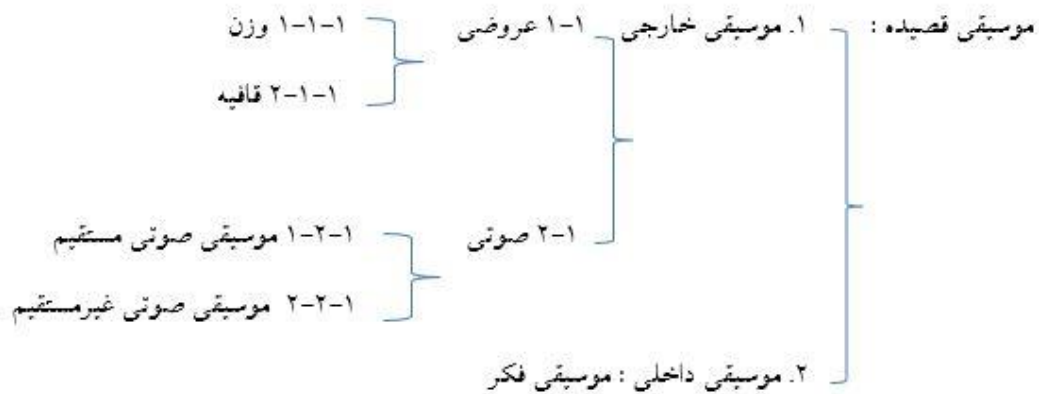 موسیقی قصیده : ۱. موسیقی خارجی ۱-۱ عروضی ۱-۱-۱ وزن
۲-۱-۱ قافیه
۲-۱ صوتی ۱-۲-۱ موسیقی صوتی مستقیم
۲-۲-۱ موسیقی صوتی غیرمستقیم
۲. موسیقی داخلی : موسیقی فکر